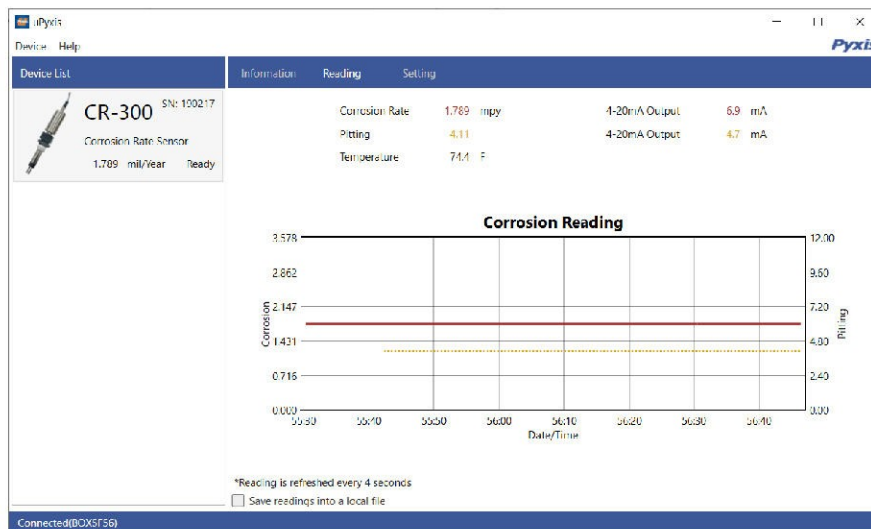 uPyxis
Device Help
Pyxis
Device List
Information Reading Setting
CR-300 SN: 190217
Corrosion Rate Sensor
1.789 mil/Year Ready
Corrosion Rate 1.789 mpy 4-20mA Output 6.9 mA
Pitting 4.11 4-20mA Output 4.7 mA
Temperature 74.4 F
Corrosion Reading
3.578 12.00
2.862 9.60
2.147 7.20
1.431 4.80
0.716 2.40
0.000 0.00
Corrosion
Pitting
55:30 55:40 55:50 56:00 56:10 56:20 56:30 56:40
Date/Time
*Reading is refreshed every 4 seconds
Save readings into a local file
Connected(BOX5F56)